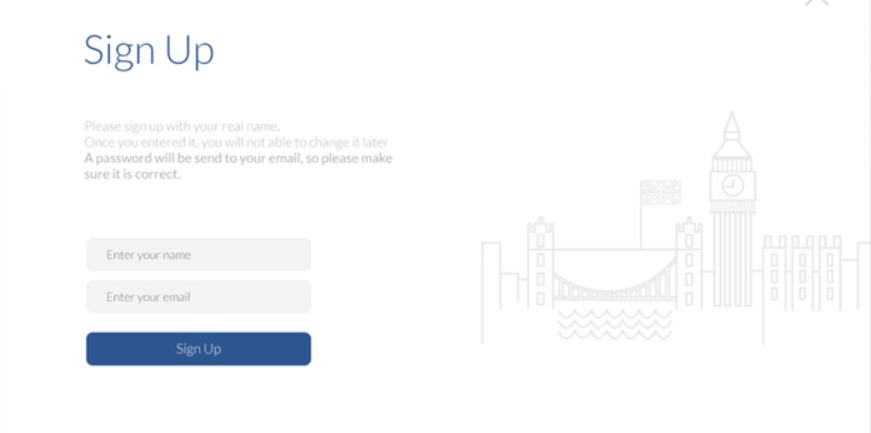 Sign Up
Please sign up with your real name.
Once you entered it, you will not able to change it later
A password will be send to your email, so please make
sure it is correct.
Enter your name
Enter your email
Sign Up